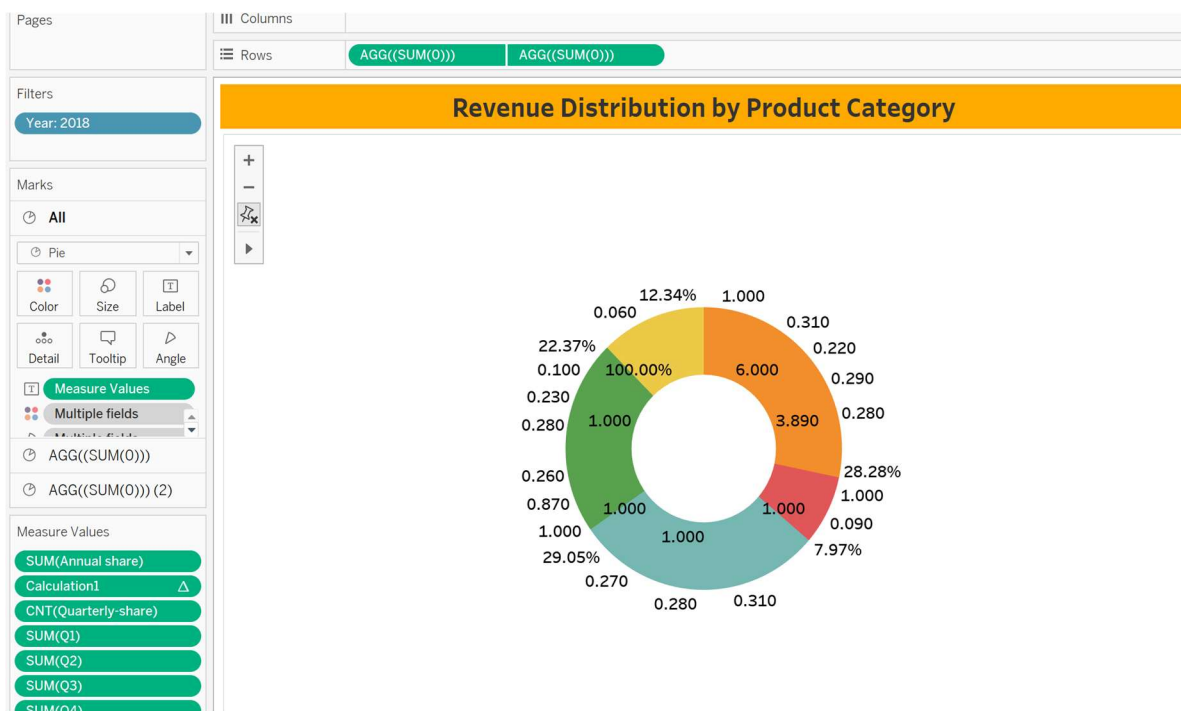 Pages
Columns
Rows
AGG((SUM(0))) AGG((SUM(0)))
Filters
Year: 2018
Revenue Distribution by Product Category
Marks
All
Pie
Color Size Label
Detail Tooltip Angle
Measure Values
Multiple fields
Multiple fields
AGG((SUM(0)))
AGG((SUM(0))) (2)
Measure Values
SUM(Annual share)
Calculation1
CNT(Quarterly-share)
SUM(Q1)
SUM(Q2)
SUM(Q3)
SUM(Q4)
12.34% 1.000
0.060 0.310
22.37% 0.220
0.100 100.00% 6.000 0.290
0.230
0.280 1.000 3.890 0.280
0.260 28.28%
0.870 1.000 1.000 1.000
1.000 1.000 0.090
29.05% 7.97%
0.270
0.280 0.310